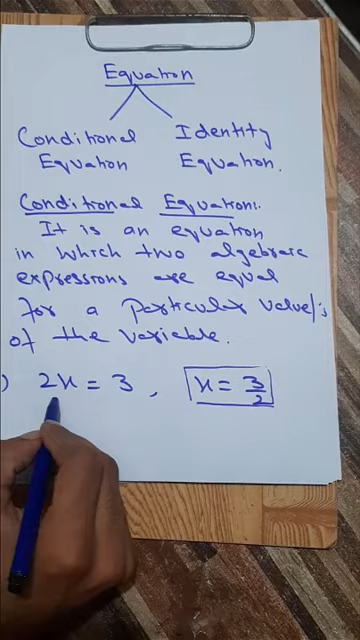 Equation
Conditional Identity
Equation Equation.
Conditional Equation:
It is an equation
in which two algebraic
expressions are equal
for a particular value/s
of the variable.
) 2x = 3 , x = 3/2